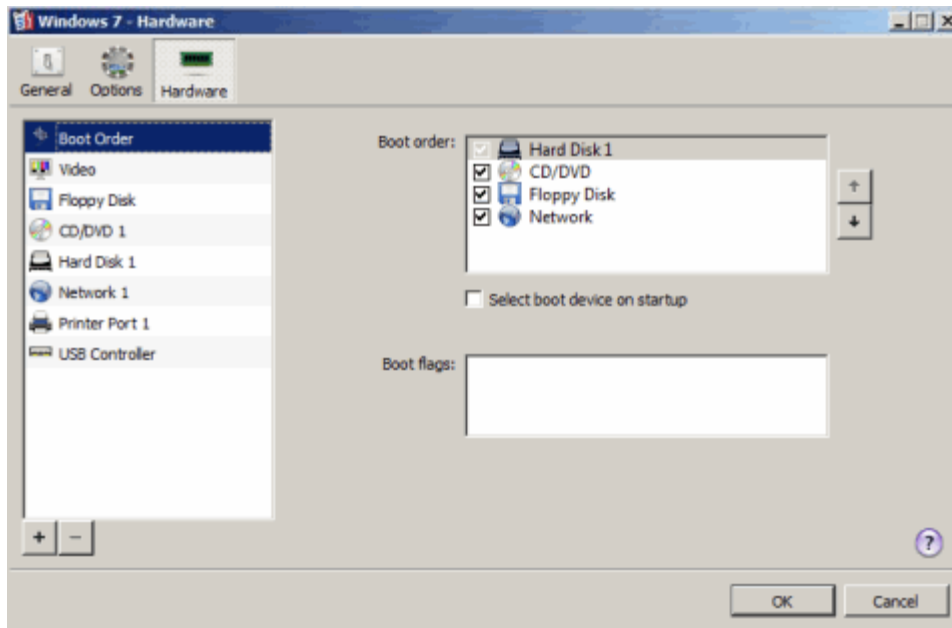 Windows 7 - Hardware
General Options Hardware
Boot Order
Video
Floppy Disk
CD/DVD 1
Hard Disk 1
Network 1
Printer Port 1
USB Controller
Boot order:
Hard Disk 1
CD/DVD
Floppy Disk
Network
Select boot device on startup
Boot flags:
OK Cancel